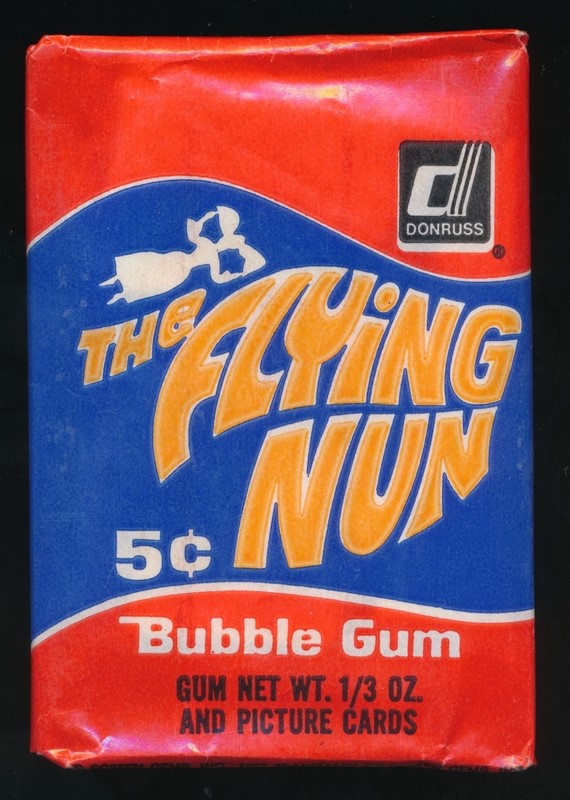 d
DONRUSS
®
THE FLYiNG
NUN
5¢
Bubble Gum
GUM NET WT. 1/3 OZ.
AND PICTURE CARDS